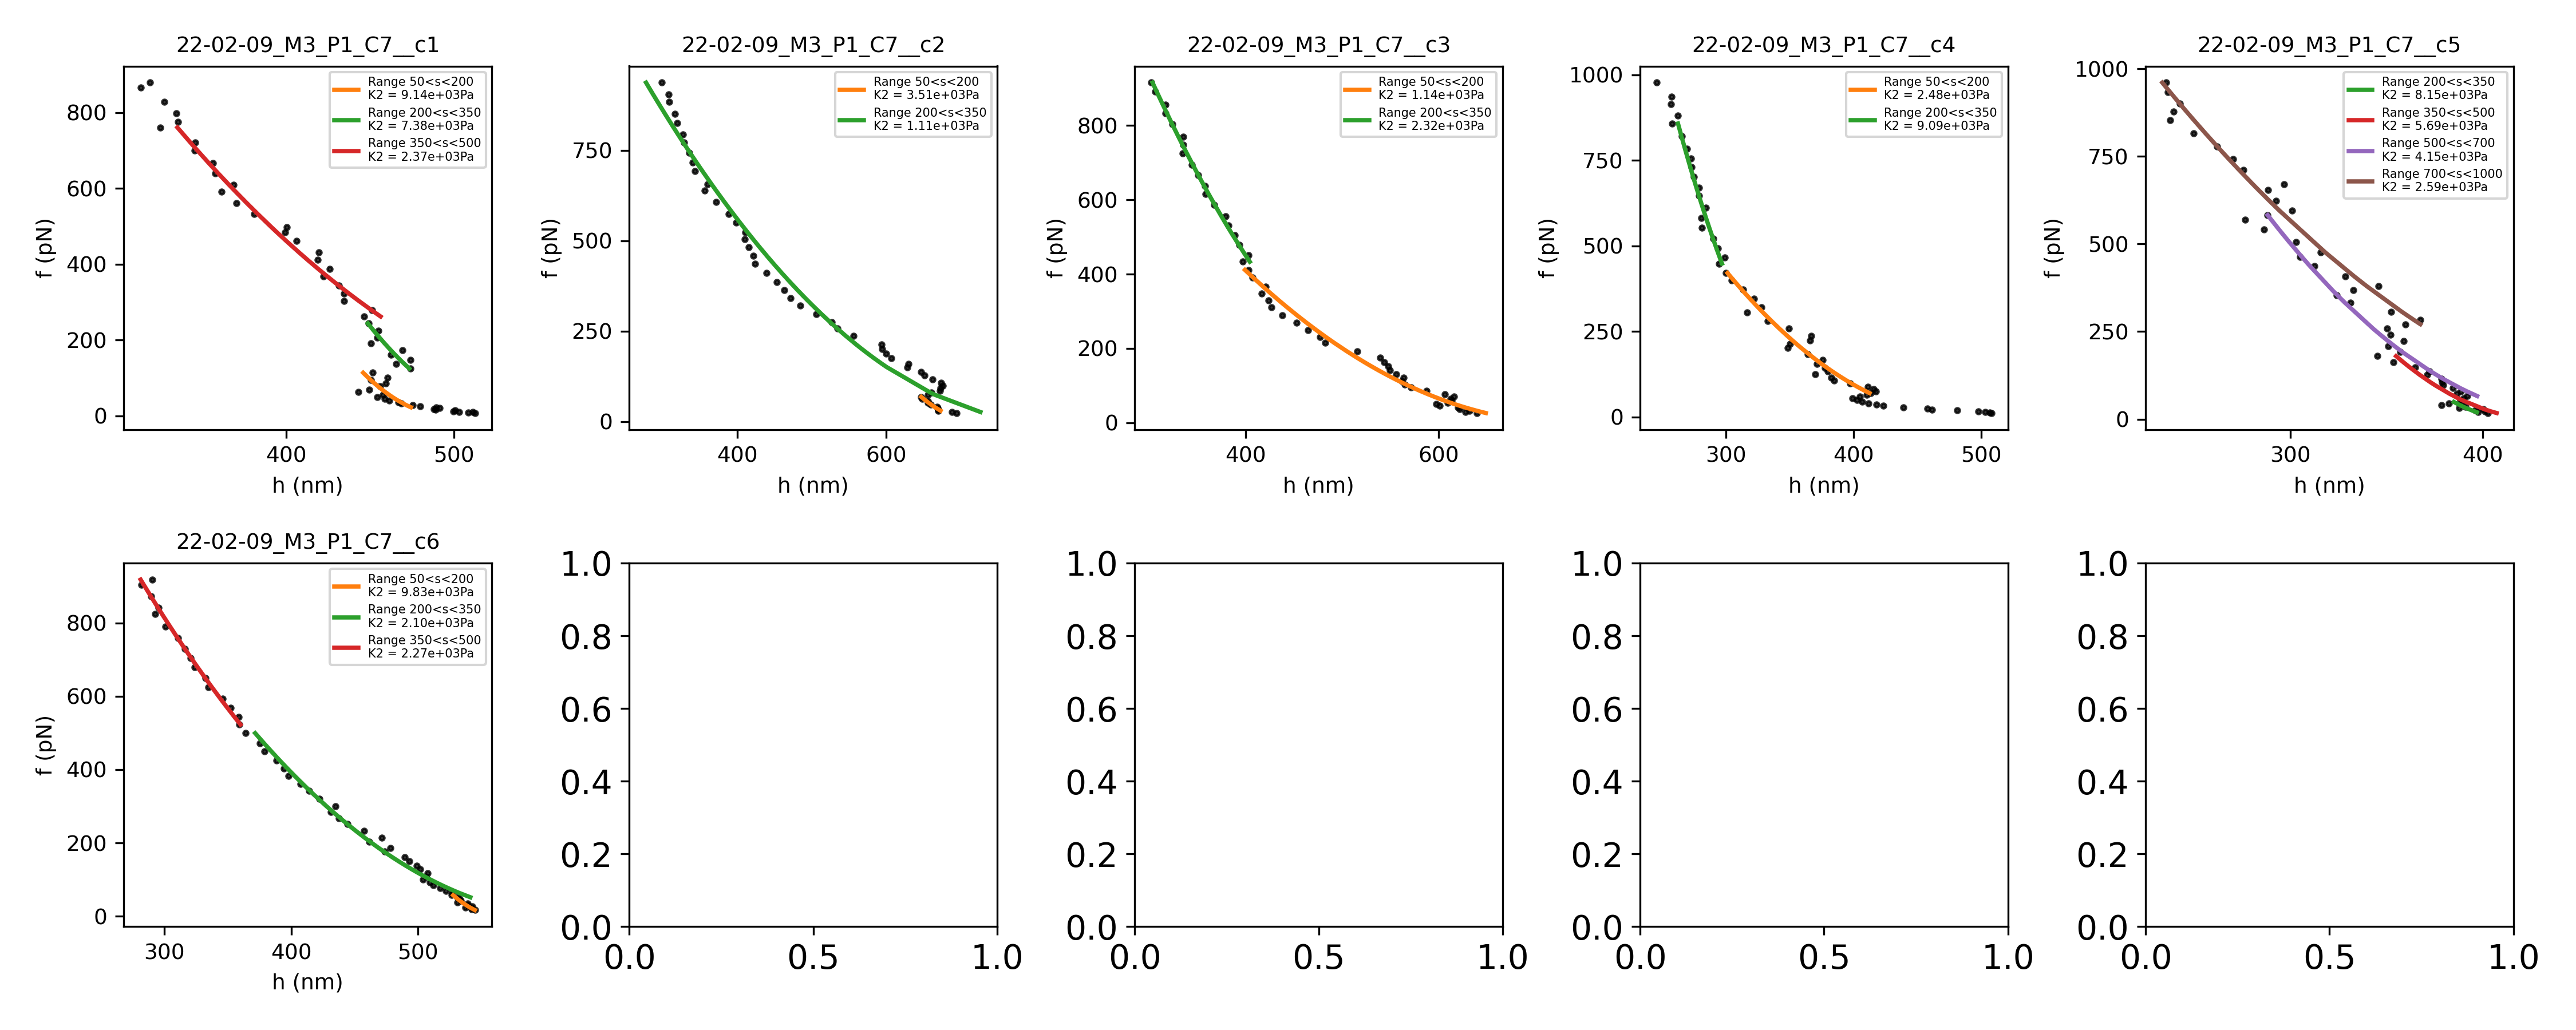 22-02-09_M3_P1_C7__c1
Range 50<s<200
K2 = 9.14e+03Pa
Range 200<s<350
K2 = 7.38e+03Pa
Range 350<s<500
K2 = 2.37e+03Pa
f (pN)
800
600
400
200
0
400
500
h (nm)
22-02-09_M3_P1_C7__c2
Range 50<s<200
K2 = 3.51e+03Pa
Range 200<s<350
K2 = 1.11e+03Pa
f (pN)
750
500
250
0
400
600
h (nm)
22-02-09_M3_P1_C7__c3
Range 50<s<200
K2 = 1.14e+03Pa
Range 200<s<350
K2 = 2.32e+03Pa
f (pN)
800
600
400
200
0
400
600
h (nm)
22-02-09_M3_P1_C7__c4
Range 50<s<200
K2 = 2.48e+03Pa
Range 200<s<350
K2 = 9.09e+03Pa
f (pN)
1000
750
500
250
0
300
400
500
h (nm)
22-02-09_M3_P1_C7__c5
Range 200<s<350
K2 = 8.15e+03Pa
Range 350<s<500
K2 = 5.69e+03Pa
Range 500<s<700
K2 = 4.15e+03Pa
Range 700<s<1000
K2 = 2.59e+03Pa
f (pN)
1000
750
500
250
0
300
400
h (nm)
22-02-09_M3_P1_C7__c6
Range 50<s<200
K2 = 9.83e+03Pa
Range 200<s<350
K2 = 2.10e+03Pa
Range 350<s<500
K2 = 2.27e+03Pa
f (pN)
800
600
400
200
0
300
400
500
h (nm)
1.0
0.8
0.6
0.4
0.2
0.0
0.0
0.5
1.0
1.0
0.8
0.6
0.4
0.2
0.0
0.0
0.5
1.0
1.0
0.8
0.6
0.4
0.2
0.0
0.0
0.5
1.0
1.0
0.8
0.6
0.4
0.2
0.0
0.0
0.5
1.0